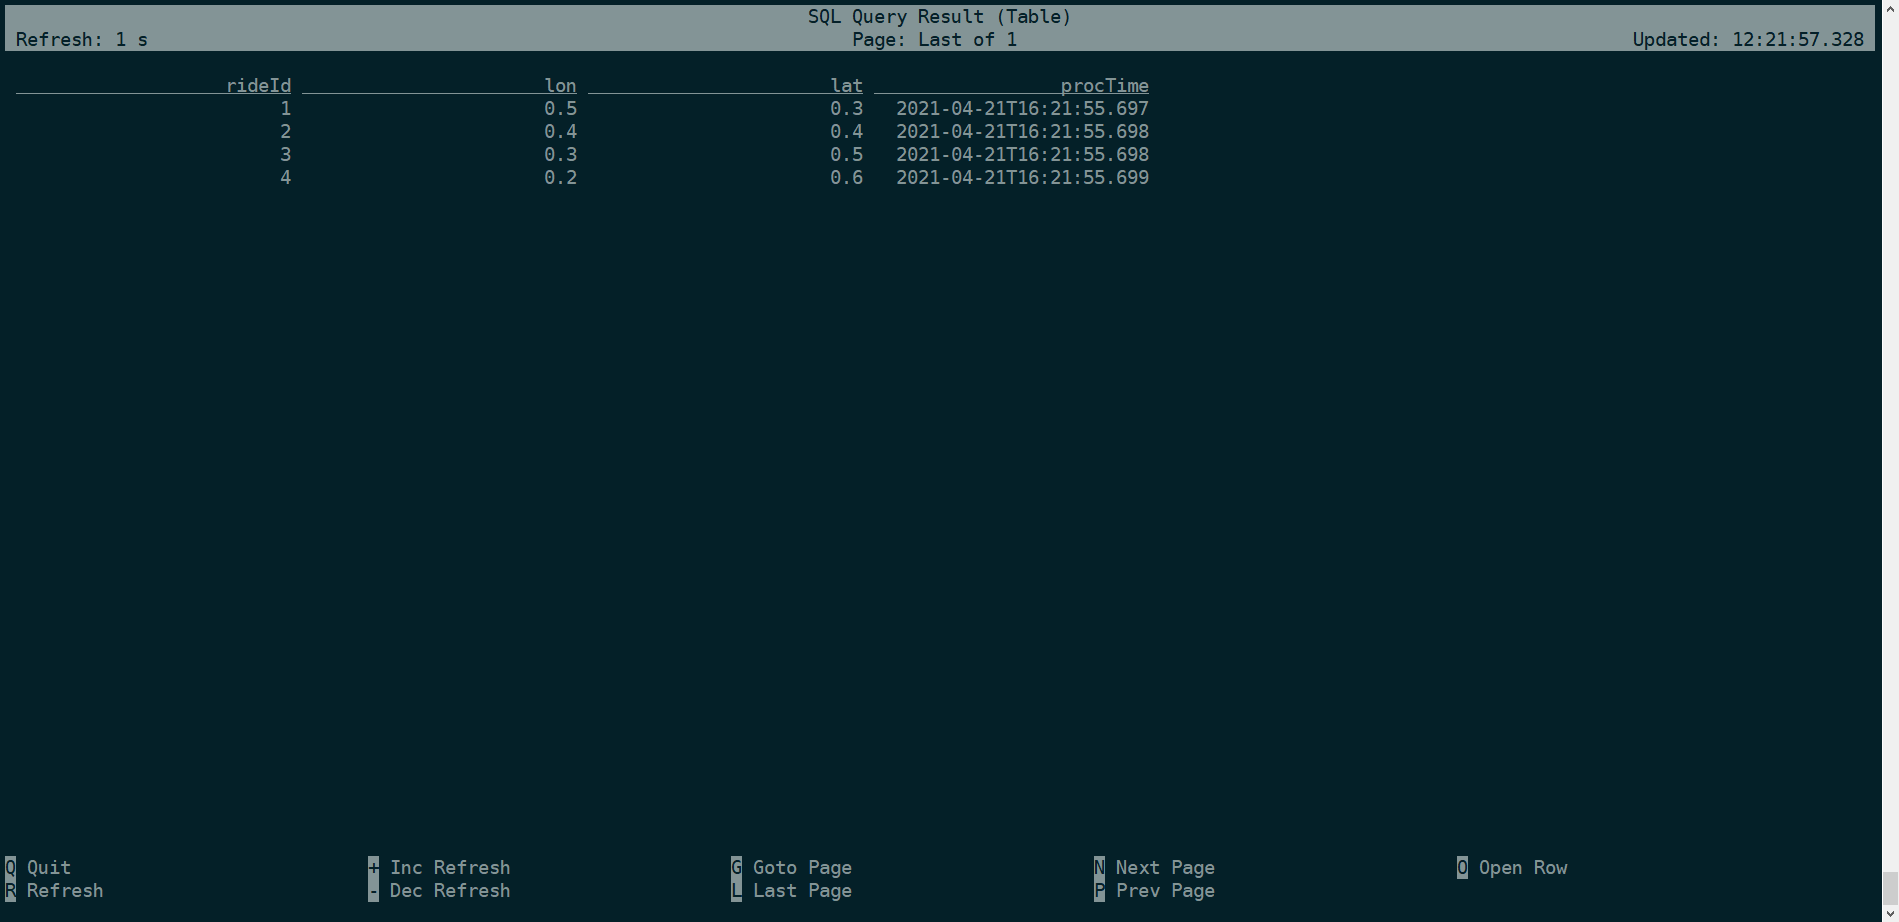 SQL Query Result (Table)
Refresh: 1 s Page: Last of 1 Updated: 12:21:57.328
rideId lon lat procTime
1 0.5 0.3 2021-04-21T16:21:55.697
2 0.4 0.4 2021-04-21T16:21:55.698
3 0.3 0.5 2021-04-21T16:21:55.698
4 0.2 0.6 2021-04-21T16:21:55.699
Q Quit + Inc Refresh G Goto Page N Next Page O Open Row
R Refresh - Dec Refresh L Last Page P Prev Page